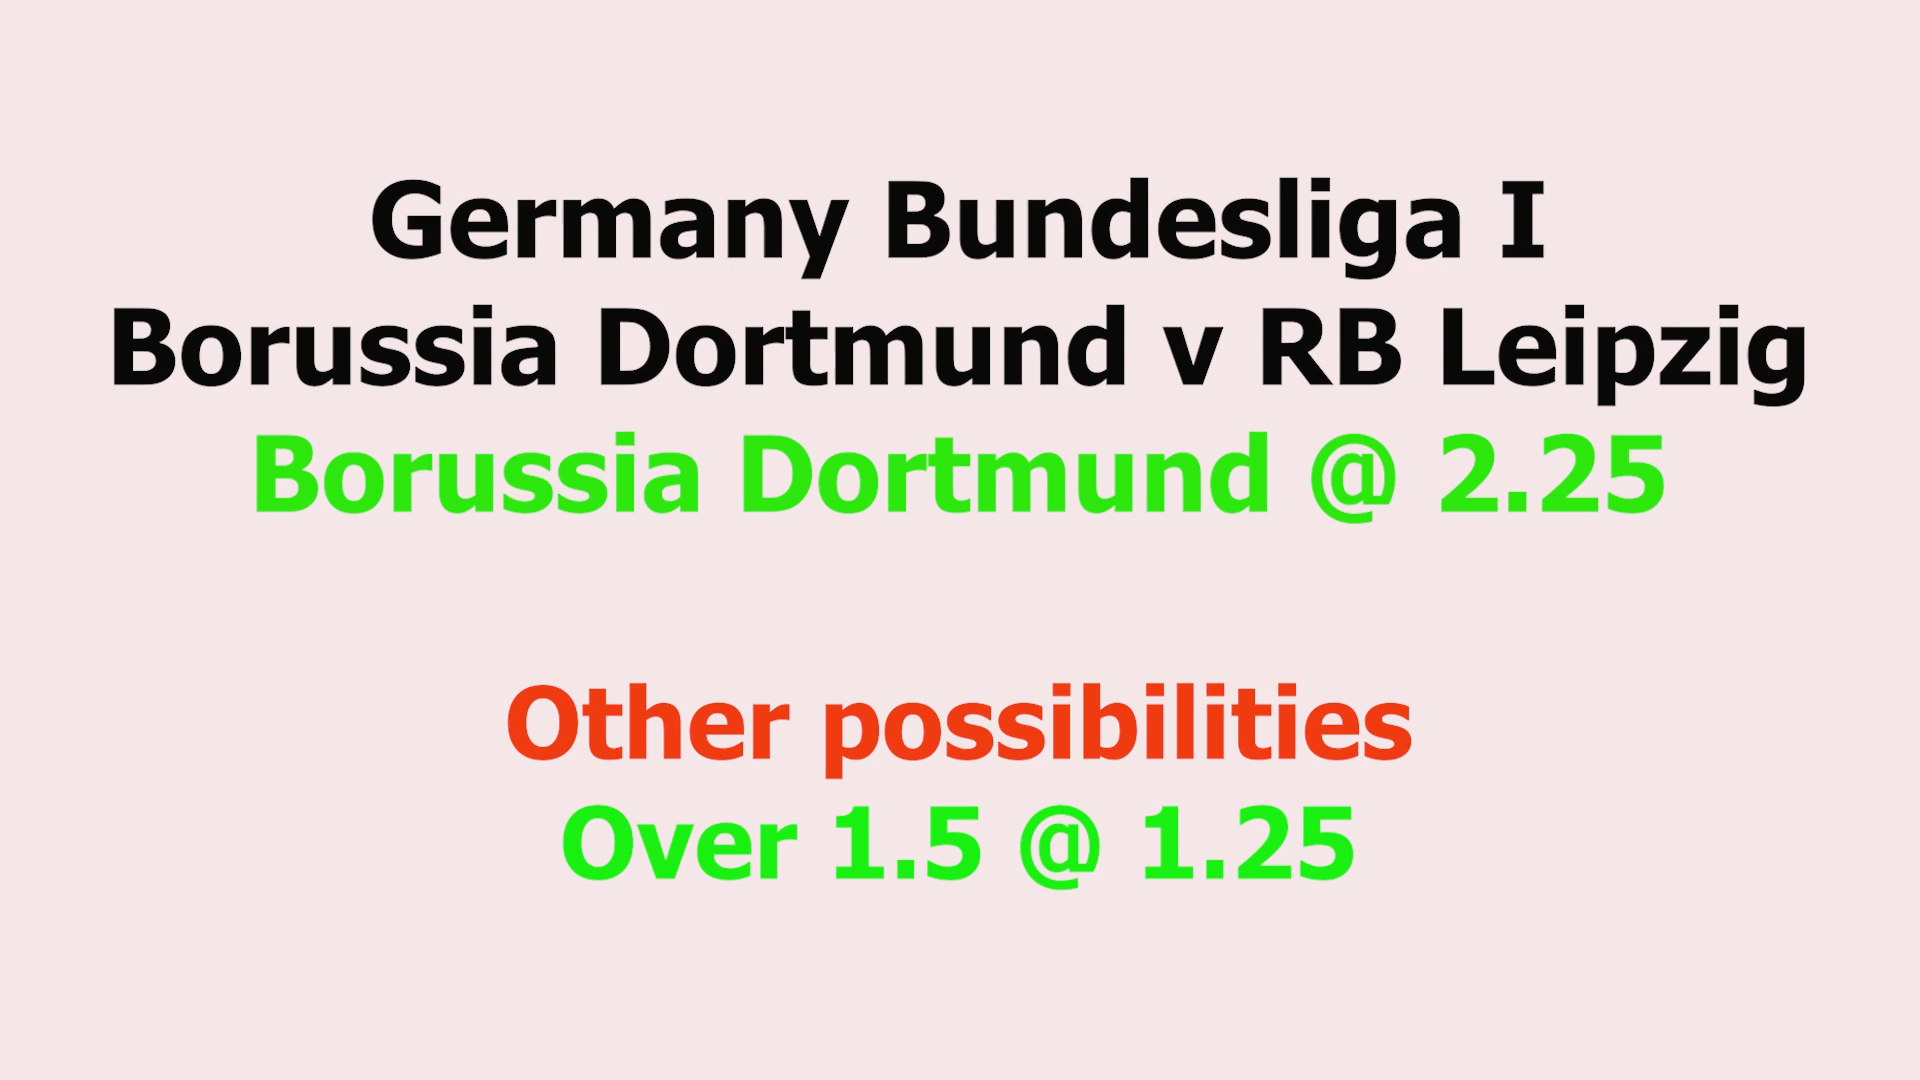 Germany Bundesliga I
Borussia Dortmund v RB Leipzig
Borussia Dortmund @ 2.25
Other possibilities
Over 1.5 @ 1.25